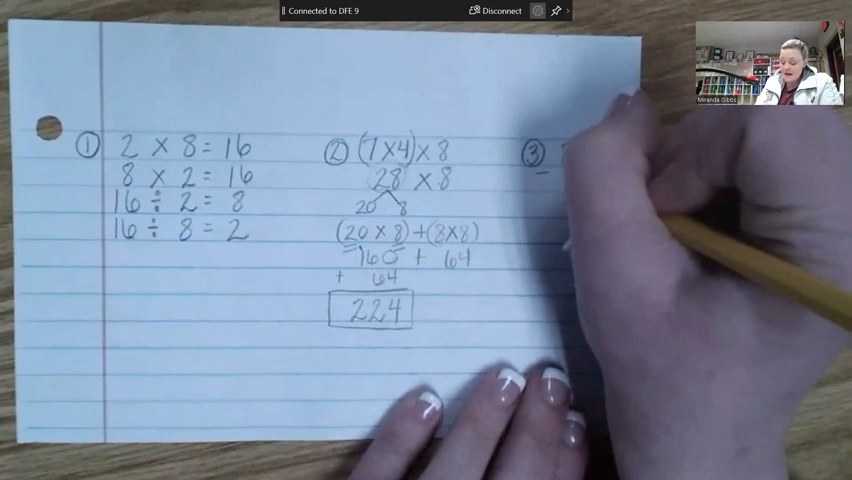 Connected to DFE 9
Disconnect
Miranda Gibbs
① 2 × 8 = 16
8 × 2 = 16
16 ÷ 2 = 8
16 ÷ 8 = 2
② (7×4)×8
28 × 8
20 8
(20 × 8) + (8×8)
160 + 64
+ 64
224
③